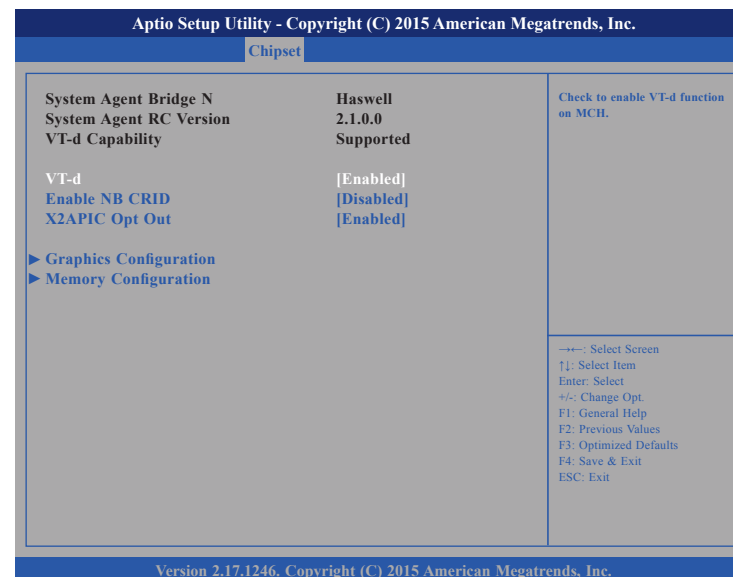 Aptio Setup Utility - Copyright (C) 2015 American Megatrends, Inc.
Chipset
System Agent Bridge N Haswell
System Agent RC Version 2.1.0.0
VT-d Capability Supported
VT-d [Enabled]
Enable NB CRID [Disabled]
X2APIC Opt Out [Enabled]
▶ Graphics Configuration
▶ Memory Configuration
Check to enable VT-d function
on MCH.
→←: Select Screen
↑↓: Select Item
Enter: Select
+/-: Change Opt.
F1: General Help
F2: Previous Values
F3: Optimized Defaults
F4: Save & Exit
ESC: Exit
Version 2.17.1246. Copyright (C) 2015 American Megatrends, Inc.